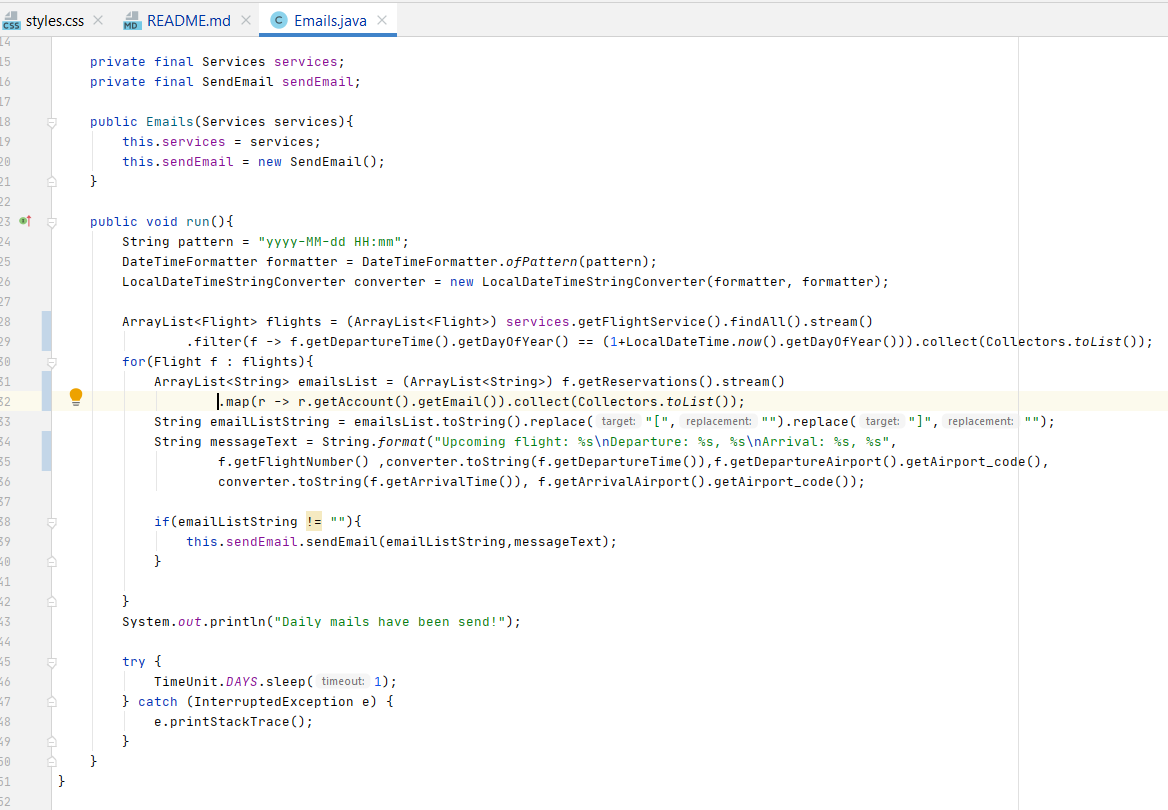 CSS styles.css × MD README.md × C Emails.java ×
14
15 private final Services services;
16 private final SendEmail sendEmail;
17
18 public Emails(Services services){
19 this.services = services;
20 this.sendEmail = new SendEmail();
21 }
22
23 public void run(){
24 String pattern = "yyyy-MM-dd HH:mm";
25 DateTimeFormatter formatter = DateTimeFormatter.ofPattern(pattern);
26 LocalDateTimeStringConverter converter = new LocalDateTimeStringConverter(formatter, formatter);
27
28 ArrayList<Flight> flights = (ArrayList<Flight>) services.getFlightService().findAll().stream()
29 .filter(f -> f.getDepartureTime().getDayOfYear() == (1+LocalDateTime.now().getDayOfYear())).collect(Collectors.toList());
30 for(Flight f : flights){
31 ArrayList<String> emailsList = (ArrayList<String>) f.getReservations().stream()
32 .map(r -> r.getAccount().getEmail()).collect(Collectors.toList());
33 String emailListString = emailsList.toString().replace( target: "[", replacement: "").replace( target: "]", replacement: "");
34 String messageText = String.format("Upcoming flight: %s\nDeparture: %s, %s\nArrival: %s, %s",
35 f.getFlightNumber() ,converter.toString(f.getDepartureTime()),f.getDepartureAirport().getAirport_code(),
36 converter.toString(f.getArrivalTime()), f.getArrivalAirport().getAirport_code());
37
38 if(emailListString != ""){
39 this.sendEmail.sendEmail(emailListString,messageText);
40 }
41
42 }
43 System.out.println("Daily mails have been send!");
44
45 try {
46 TimeUnit.DAYS.sleep( timeout: 1);
47 } catch (InterruptedException e) {
48 e.printStackTrace();
49 }
50 }
51 }
52